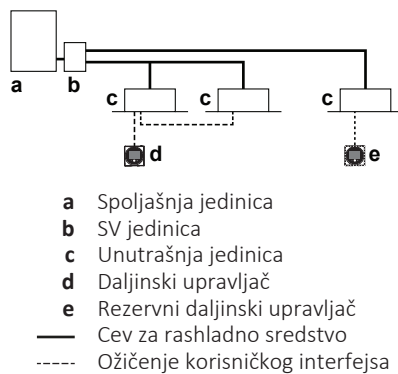 a b c c c
d e
a Spoljašnja jedinica
b SV jedinica
c Unutrašnja jedinica
d Daljinski upravljač
e Rezervni daljinski upravljač
Cev za rashladno sredstvo
Ožičenje korisničkog interfejsa